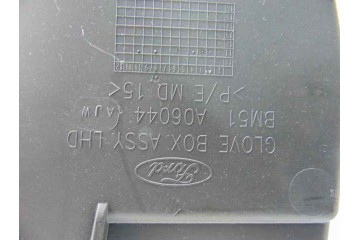 GLOVE BOX ASSY. LHD
BM51 A06044 AJW
>P/E MD 15<
Ford